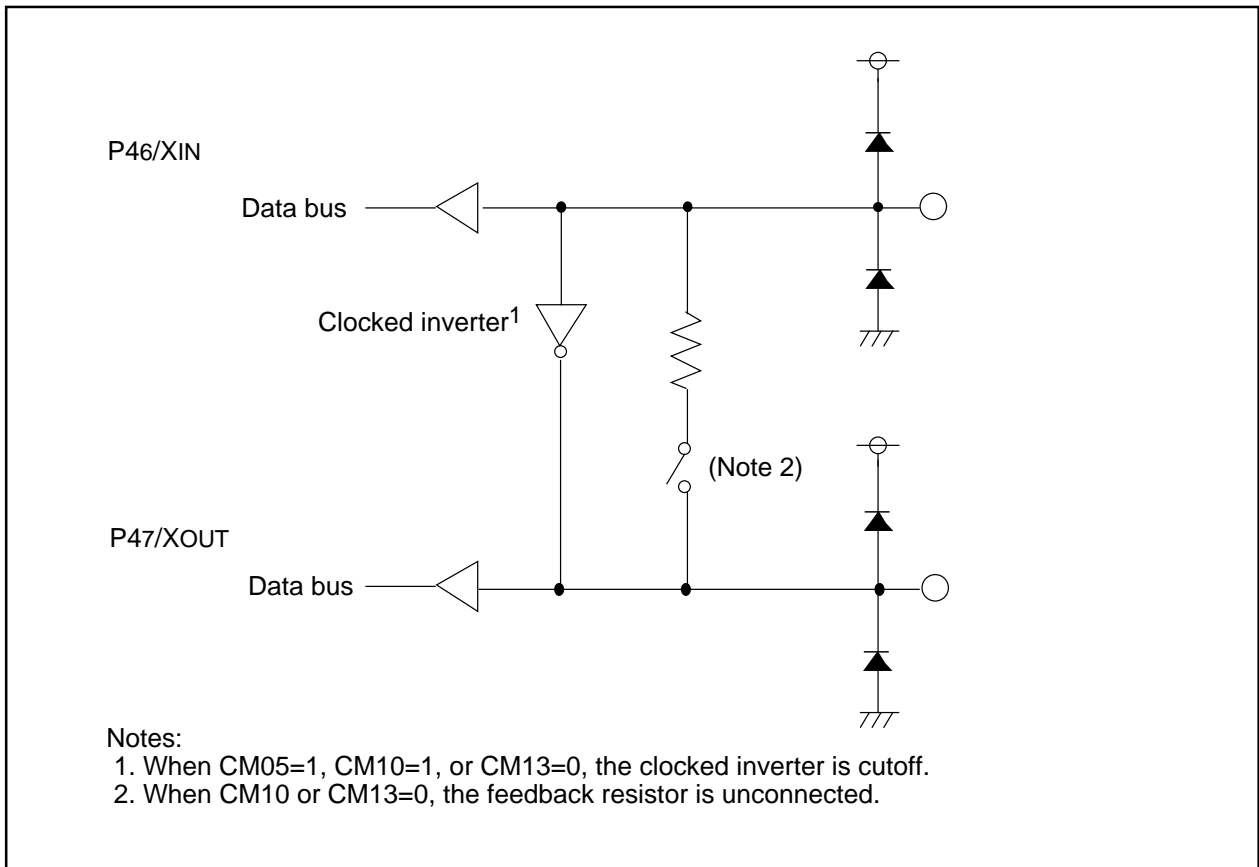 P46/XIN
Data bus
Clocked inverter1
(Note 2)
P47/XOUT
Data bus
Notes:
1. When CM05=1, CM10=1, or CM13=0, the clocked inverter is cutoff.
2. When CM10 or CM13=0, the feedback resistor is unconnected.